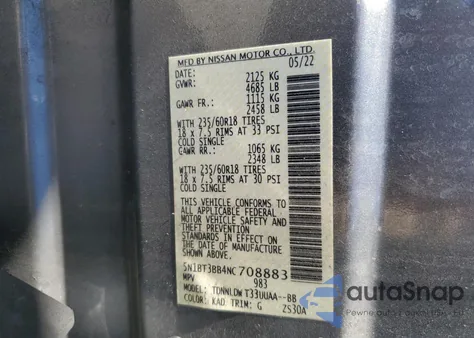 MFD BY NISSAN MOTOR CO., LTD.
DATE: 05/22
GVWR: 2125 KG
4685 LB
GAWR FR.: 1115 KG
2458 LB
WITH 235/60R18 TIRES
18 x 7.5 RIMS AT 33 PSI
COLD SINGLE
GAWR RR.: 1065 KG
2348 LB
WITH 235/60R18 TIRES
18 x 7.5 RIMS AT 30 PSI
COLD SINGLE
THIS VEHICLE CONFORMS TO
ALL APPLICABLE FEDERAL
MOTOR VEHICLE SAFETY AND
THEFT PREVENTION
STANDARDS IN EFFECT ON
THE DATE OF MANUFACTURE
SHOWN ABOVE.
5N1BT3BB4NC708883
MPV 983
MODEL: TDNNLDW T33UUAA--BB
COLOR: KAD TRIM: G ZS30A
autoSnap
Pewne auto z